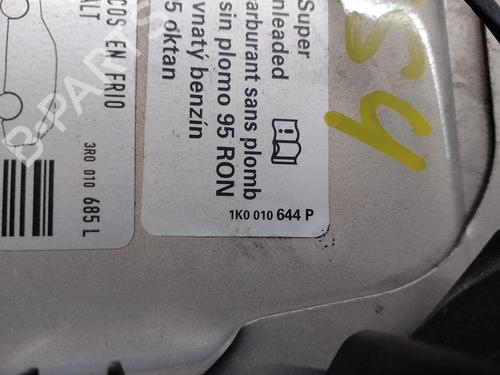 COS EN FRIO
ALT
3R0 010 685 L
Super
nleaded
arburant sans plomb
sin plomo 95 RON
vnatý benzín
5 oktan
1K0 010 644 P
B-PARTS